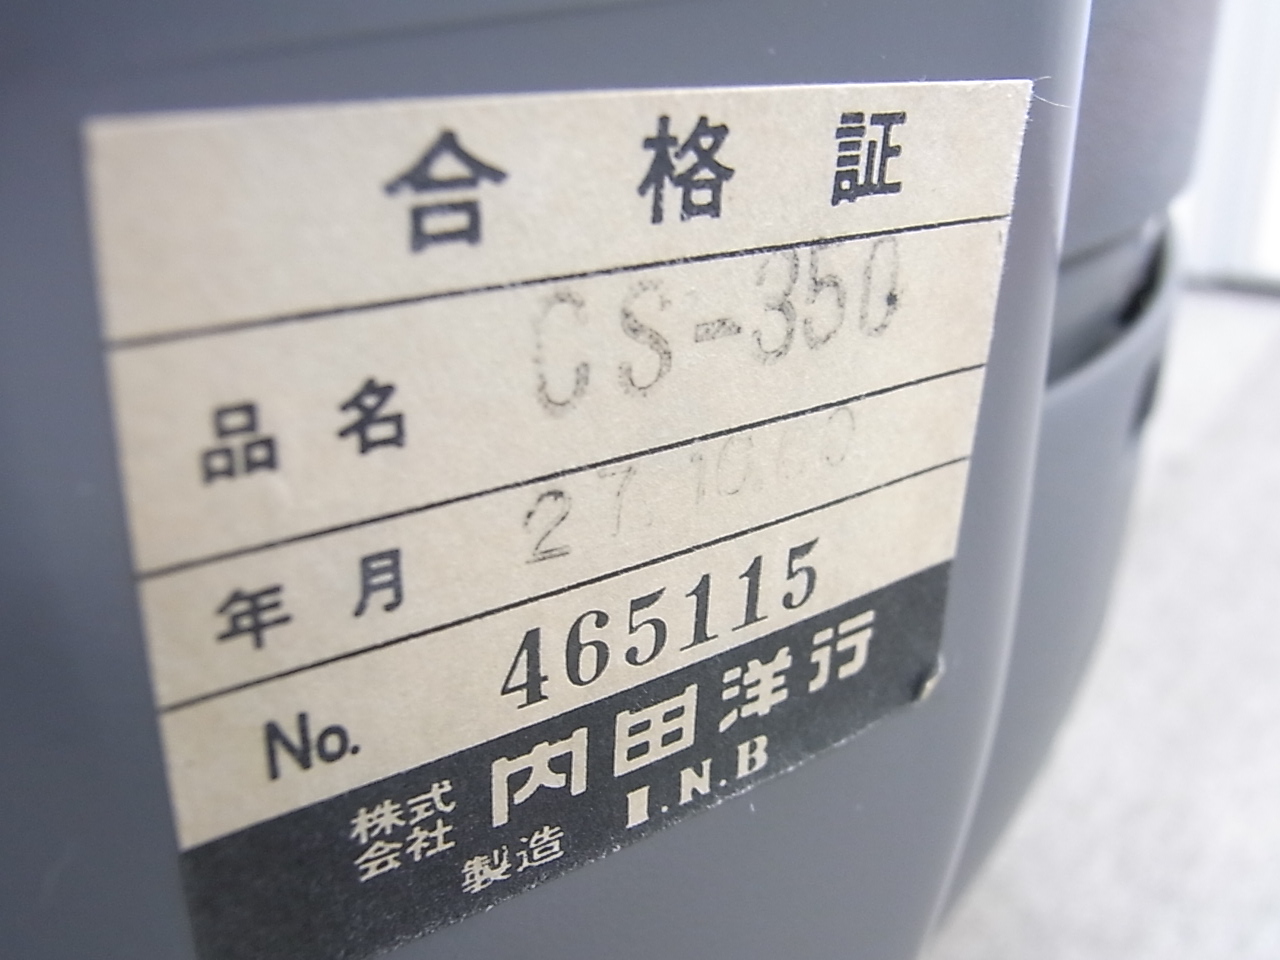 合格証
品名 CS-350
年月 27.10.60
No. 465115
株式会社 内田洋行
製造 I.N.B